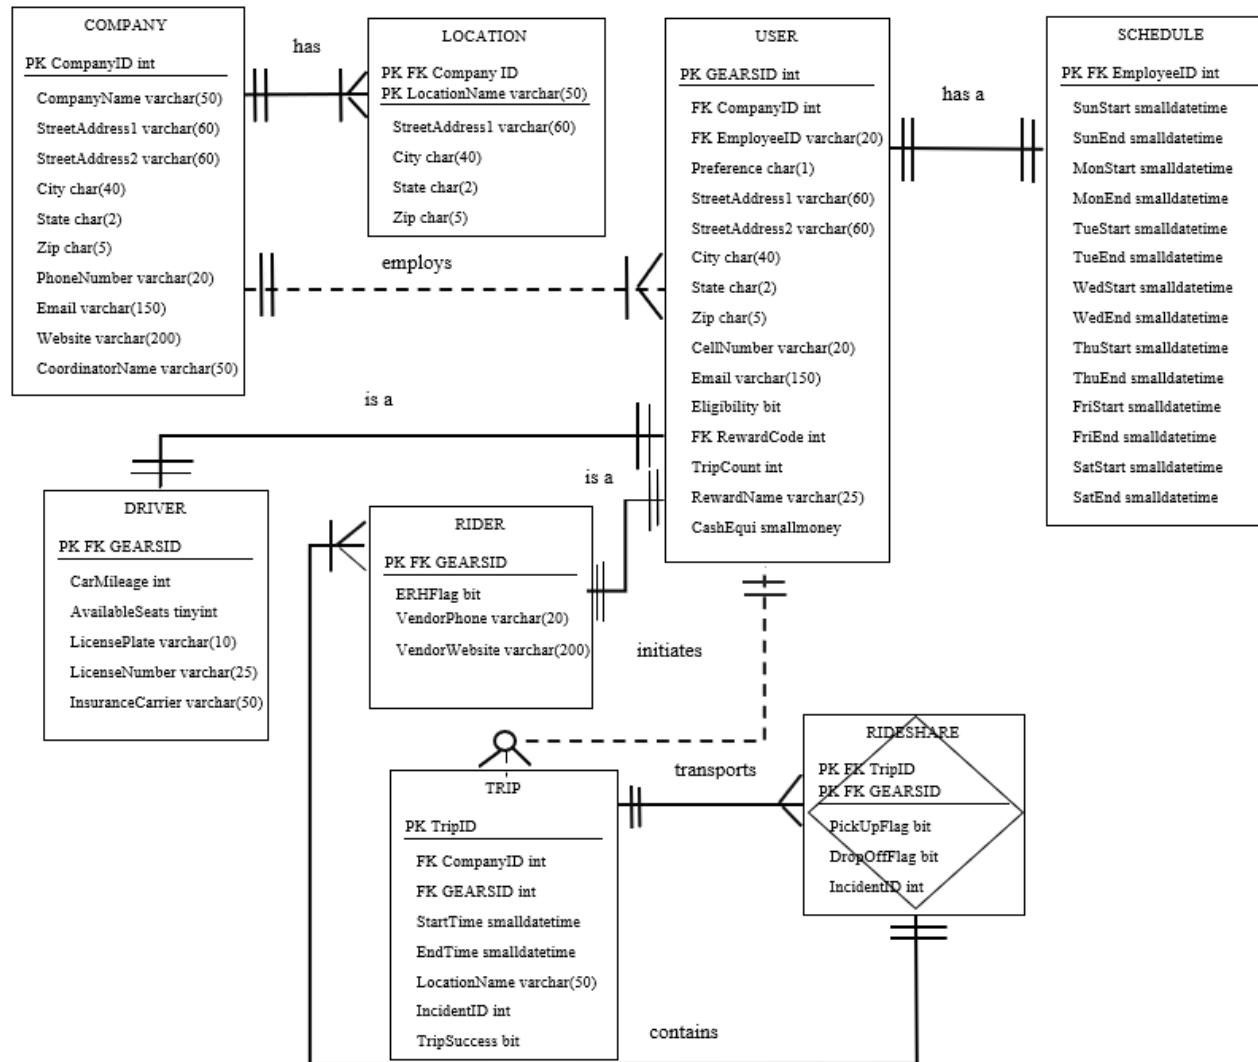 COMPANY
PK CompanyID int
CompanyName varchar(50)
StreetAddress1 varchar(60)
StreetAddress2 varchar(60)
City char(40)
State char(2)
Zip char(5)
PhoneNumber varchar(20)
Email varchar(150)
Website varchar(200)
CoordinatorName varchar(50)
has
LOCATION
PK FK Company ID
PK LocationName varchar(50)
StreetAddress1 varchar(60)
City char(40)
State char(2)
Zip char(5)
employs
USER
PK GEARSID int
FK CompanyID int
FK EmployeeID varchar(20)
Preference char(1)
StreetAddress1 varchar(60)
StreetAddress2 varchar(60)
City char(40)
State char(2)
Zip char(5)
CellNumber varchar(20)
Email varchar(150)
Eligibility bit
FK RewardCode int
TripCount int
RewardName varchar(25)
CashEqui smallmoney
has a
SCHEDULE
PK FK EmployeeID int
SunStart smalldatetime
SunEnd smalldatetime
MonStart smalldatetime
MonEnd smalldatetime
TueStart smalldatetime
TueEnd smalldatetime
WedStart smalldatetime
WedEnd smalldatetime
ThuStart smalldatetime
ThuEnd smalldatetime
FriStart smalldatetime
FriEnd smalldatetime
SatStart smalldatetime
SatEnd smalldatetime
is a
is a
DRIVER
PK FK GEARSID
CarMileage int
AvailableSeats tinyint
LicensePlate varchar(10)
LicenseNumber varchar(25)
InsuranceCarrier varchar(50)
RIDER
PK FK GEARSID
ERHFlag bit
VendorPhone varchar(20)
VendorWebsite varchar(200)
initiates
TRIP
PK TripID
FK CompanyID int
FK GEARSID int
StartTime smalldatetime
EndTime smalldatetime
LocationName varchar(50)
IncidentID int
TripSuccess bit
transports
RIDESHARE
PK FK TripID
PK FK GEARSID
PickUpFlag bit
DropOffFlag bit
IncidentID int
contains